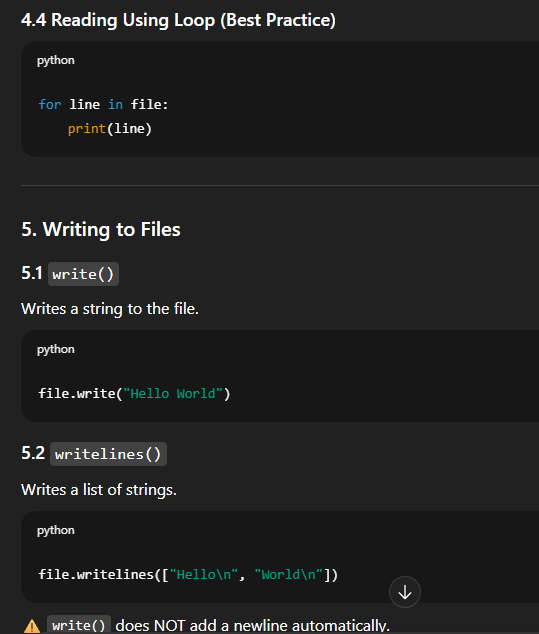 4.4 Reading Using Loop (Best Practice)
python
for line in file:
    print(line)
5. Writing to Files
5.1 write()
Writes a string to the file.
python
file.write("Hello World")
5.2 writelines()
Writes a list of strings.
python
file.writelines(["Hello\n", "World\n"])
⚠️ write() does NOT add a newline automatically.